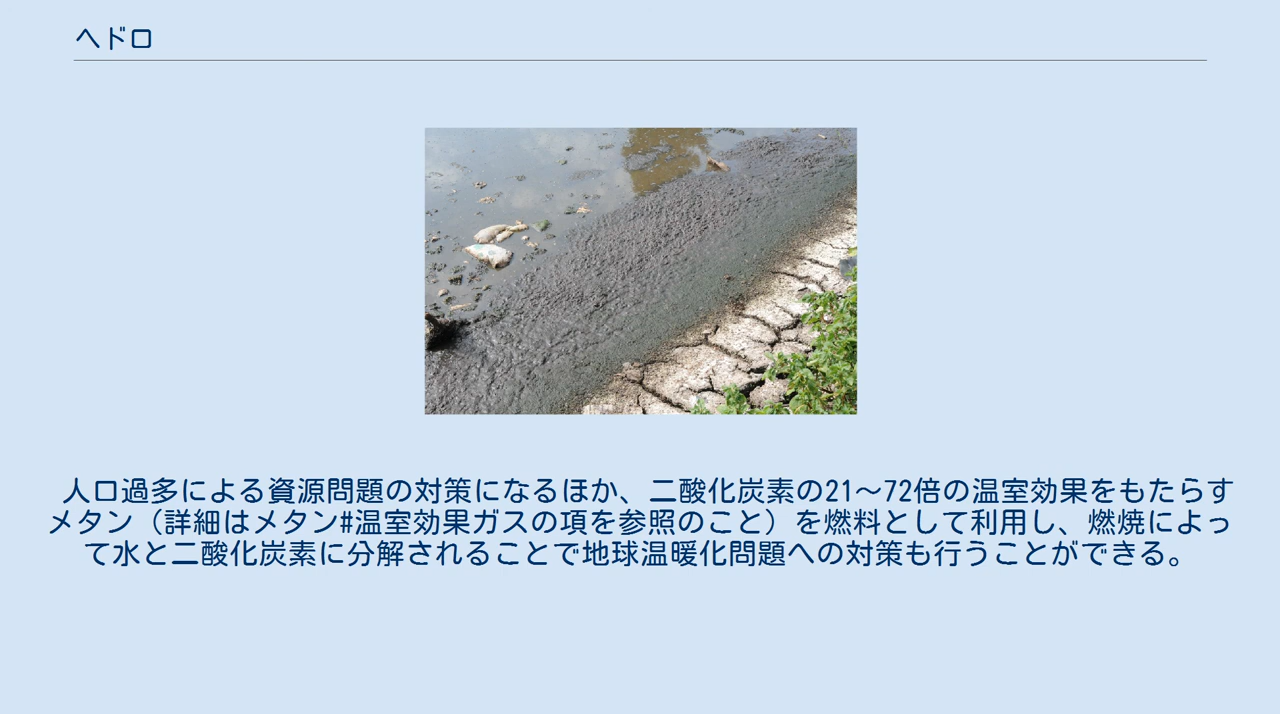 ヘドロ
人口過多による資源問題の対策になるほか、二酸化炭素の21〜72倍の温室効果をもたらす
メタン（詳細はメタン#温室効果ガスの項を参照のこと）を燃料として利用し、燃焼によっ
て水と二酸化炭素に分解されることで地球温暖化問題への対策も行うことができる。